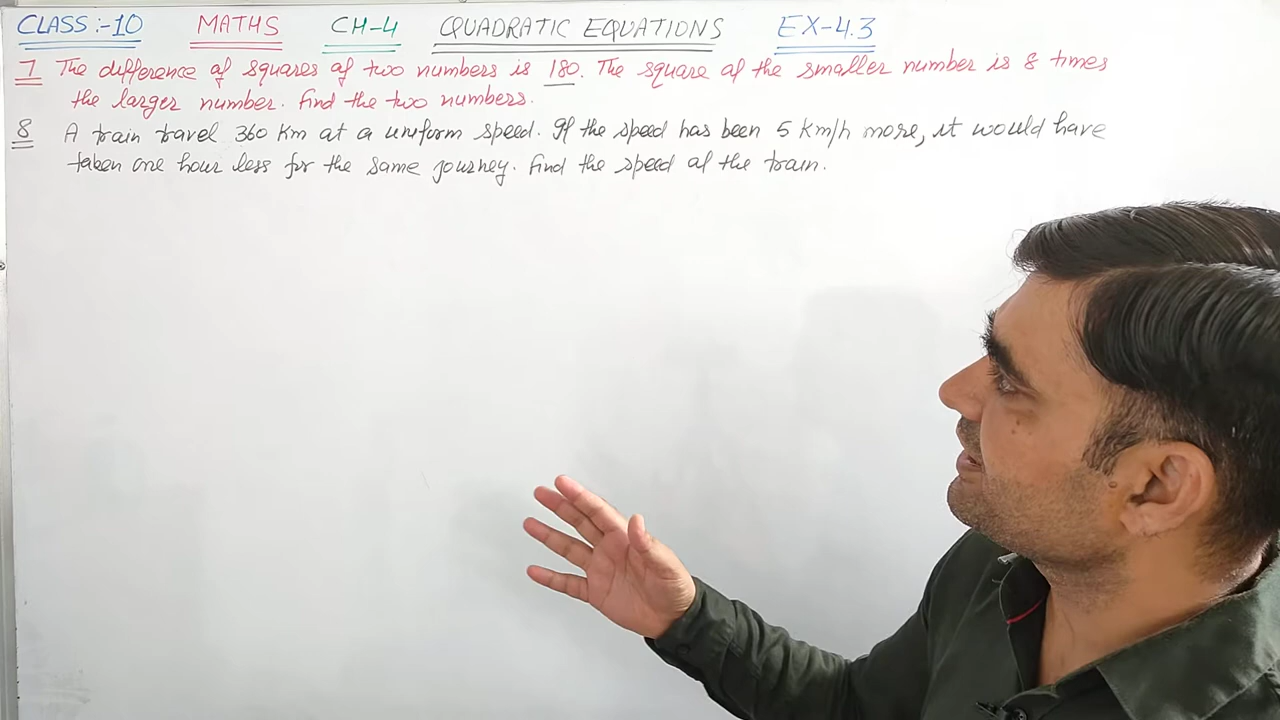 CLASS:-10 MATHS CH-4 QUADRATIC EQUATIONS EX-4.3
7 The difference of squares of two numbers is 180. The square of the smaller number is 8 times
the larger number. Find the two numbers.
8 A train travel 360 Km at a uniform speed. If the speed has been 5 Km/h more, it would have
taken one hour less for the same journey. Find the speed of the train.